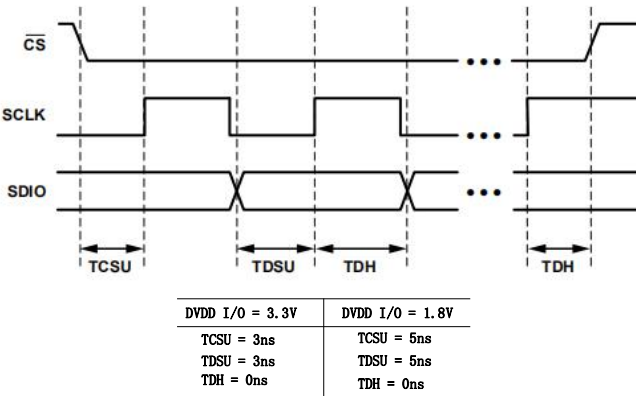 CS
SCLK
SDIO
TCSU TDSU TDH TDH
DVDD I/O = 3.3V DVDD I/O = 1.8V
TCSU = 3ns TCSU = 5ns
TDSU = 3ns TDSU = 5ns
TDH = 0ns TDH = 0ns